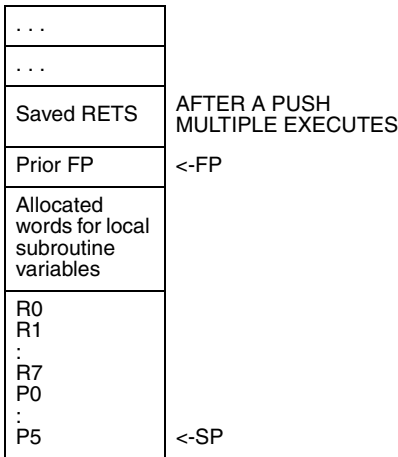 . . .
. . .
Saved RETS
AFTER A PUSH
MULTIPLE EXECUTES
Prior FP
<-FP
Allocated
words for local
subroutine
variables
R0
R1
:
R7
P0
:
P5
<-SP